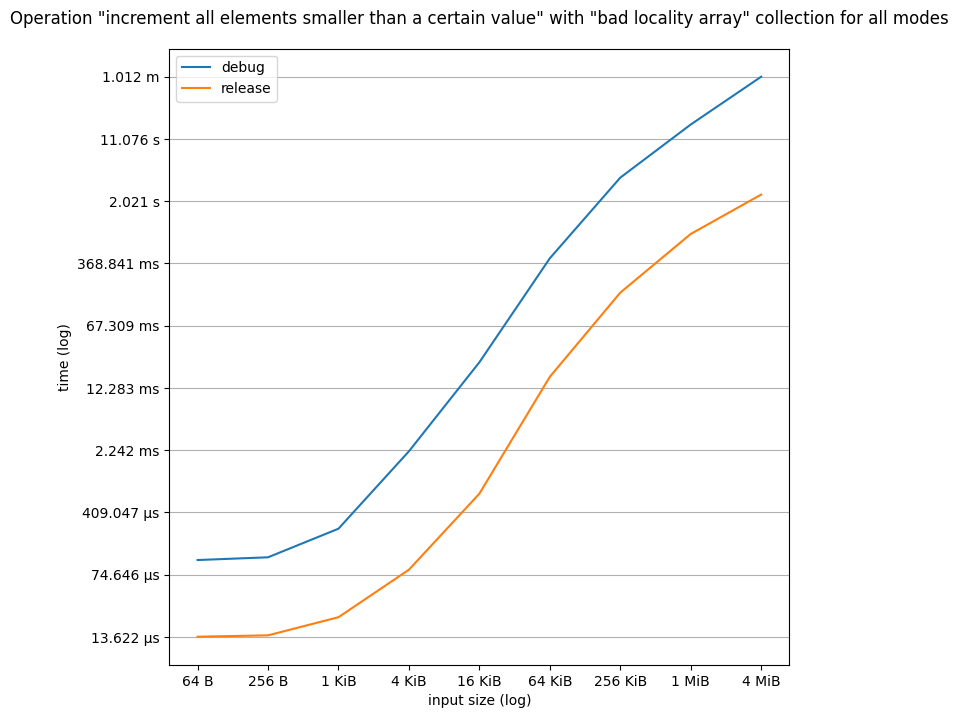 Operation "increment all elements smaller than a certain value" with "bad locality array" collection for all modes
debug
release
1.012 m
11.076 s
2.021 s
368.841 ms
67.309 ms
12.283 ms
2.242 ms
409.047 µs
74.646 µs
13.622 µs
time (log)
64 B
256 B
1 KiB
4 KiB
16 KiB
64 KiB
256 KiB
1 MiB
4 MiB
input size (log)